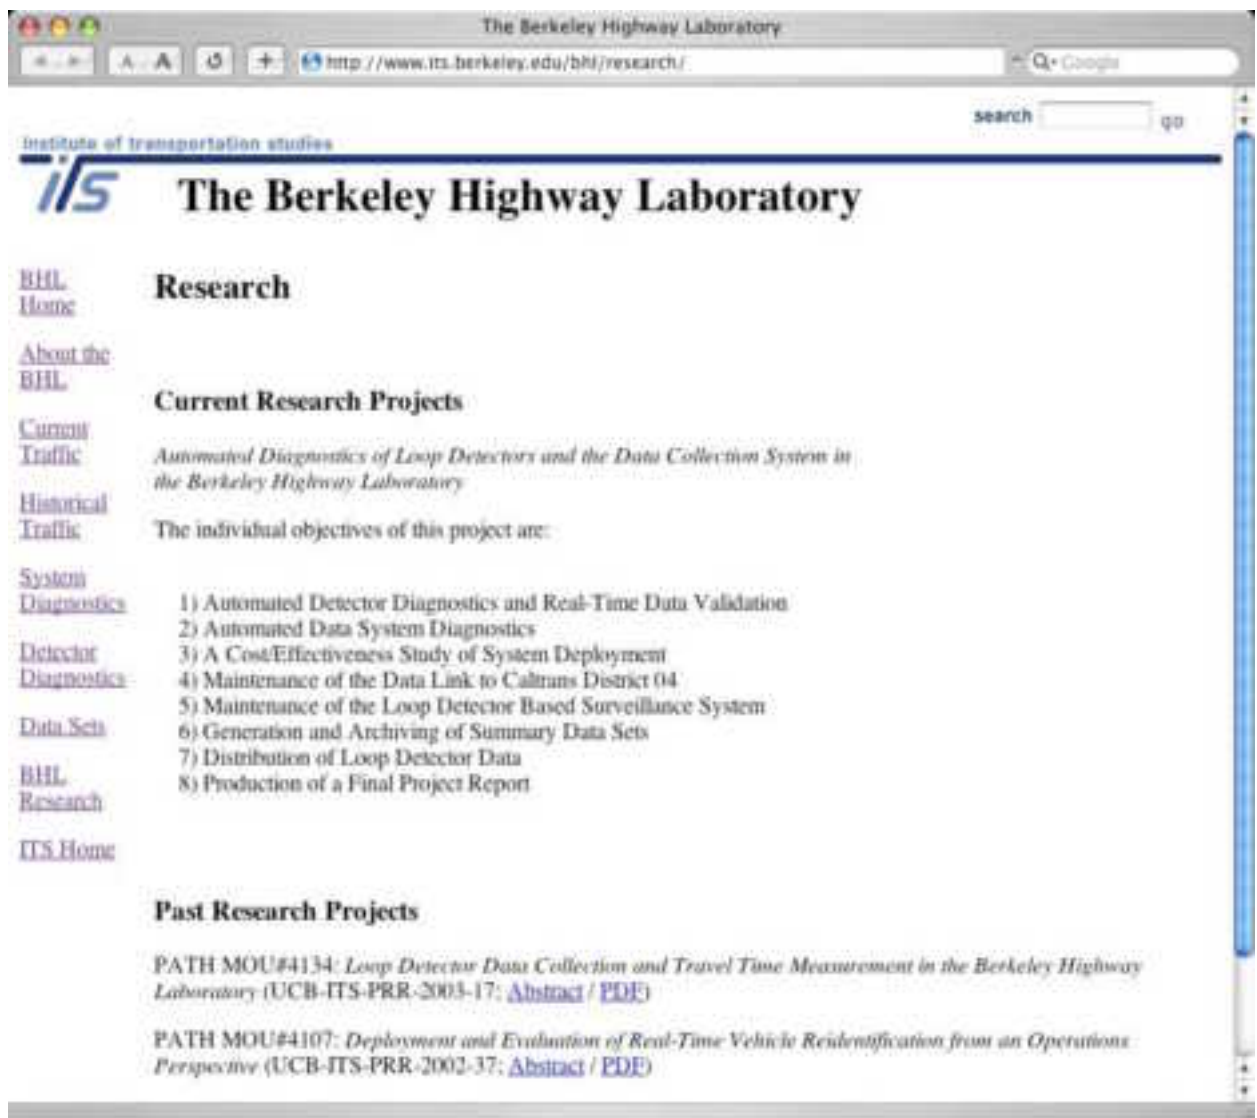 The Berkeley Highway Laboratory
A A
http://www.its.berkeley.edu/bhl/research/
Google
search
go
institute of transportation studies
its
The Berkeley Highway Laboratory
BHL
Home
About the
BHL
Current
Traffic
Historical
Traffic
System
Diagnostics
Detector
Diagnostics
Data Sets
BHL
Research
ITS Home
Research
Current Research Projects
Automated Diagnostics of Loop Detectors and the Data Collection System in
the Berkeley Highway Laboratory
The individual objectives of this project are:
1) Automated Detector Diagnostics and Real-Time Data Validation
2) Automated Data System Diagnostics
3) A Cost/Effectiveness Study of System Deployment
4) Maintenance of the Data Link to Caltrans District 04
5) Maintenance of the Loop Detector Based Surveillance System
6) Generation and Archiving of Summary Data Sets
7) Distribution of Loop Detector Data
8) Production of a Final Project Report
Past Research Projects
PATH MOU#4134: Loop Detector Data Collection and Travel Time Measurement in the Berkeley Highway
Laboratory (UCB-ITS-PRR-2003-17; Abstract / PDF)
PATH MOU#4107: Deployment and Evaluation of Real-Time Vehicle Reidentification from an Operations
Perspective (UCB-ITS-PRR-2002-37; Abstract / PDF)